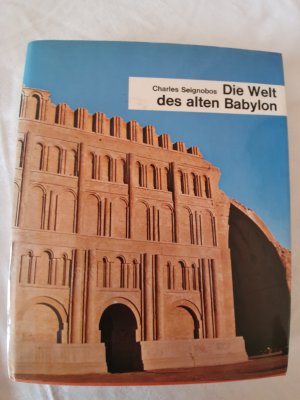 Charles Seignobos Die Welt
des alten Babylon